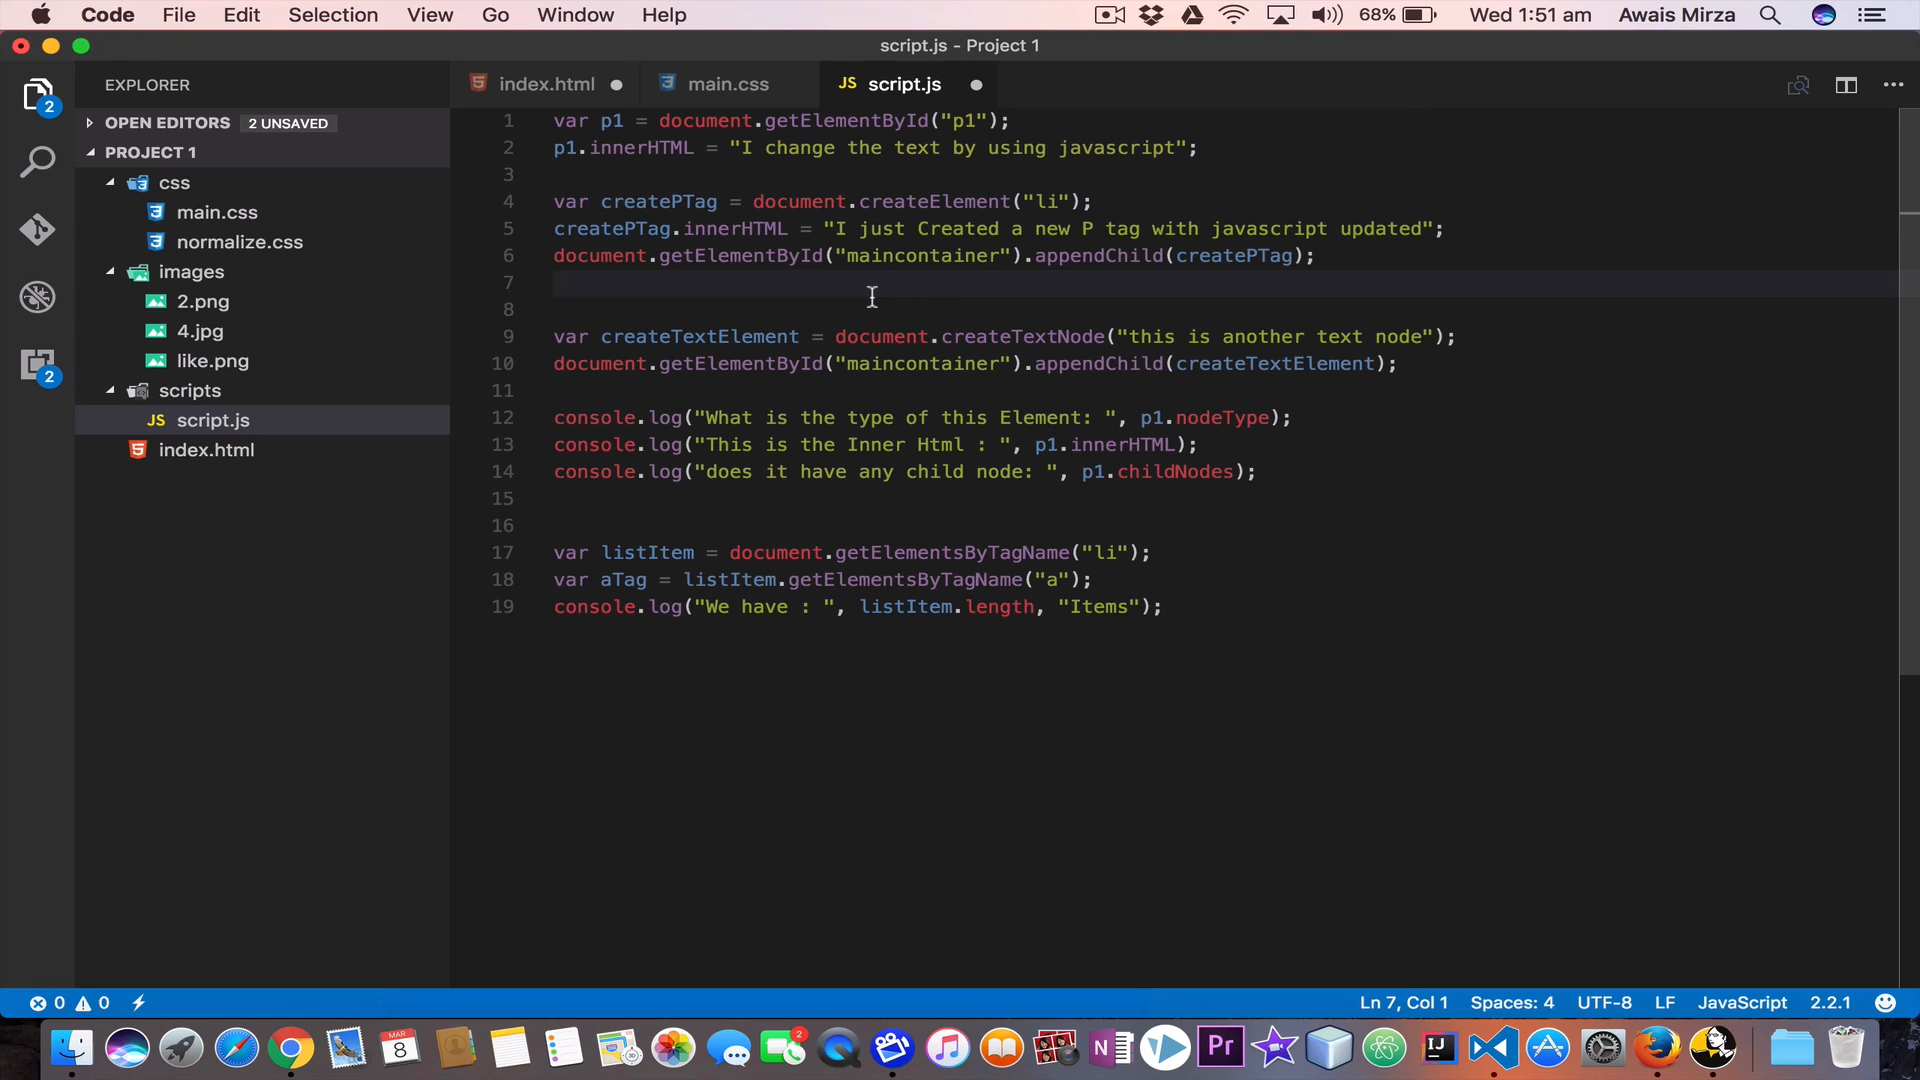 Code File Edit Selection View Go Window Help 68% Wed 1:51 am Awais Mirza
script.js - Project 1
EXPLORER
2
OPEN EDITORS 2 UNSAVED
PROJECT 1
css
main.css
normalize.css
images
2.png
4.jpg
like.png
scripts
JS script.js
index.html
2
index.html main.css JS script.js
1 var p1 = document.getElementById("p1");
2 p1.innerHTML = "I change the text by using javascript";
3
4 var createPTag = document.createElement("li");
5 createPTag.innerHTML = "I just Created a new P tag with javascript updated";
6 document.getElementById("maincontainer").appendChild(createPTag);
7
8
9 var createTextElement = document.createTextNode("this is another text node");
10 document.getElementById("maincontainer").appendChild(createTextElement);
11
12 console.log("What is the type of this Element: ", p1.nodeType);
13 console.log("This is the Inner Html : ", p1.innerHTML);
14 console.log("does it have any child node: ", p1.childNodes);
15
16
17 var listItem = document.getElementsByTagName("li");
18 var aTag = listItem.getElementsByTagName("a");
19 console.log("We have : ", listItem.length, "Items");
0 0 Ln 7, Col 1 Spaces: 4 UTF-8 LF JavaScript 2.2.1
MAR 8 2 N Pr IJ